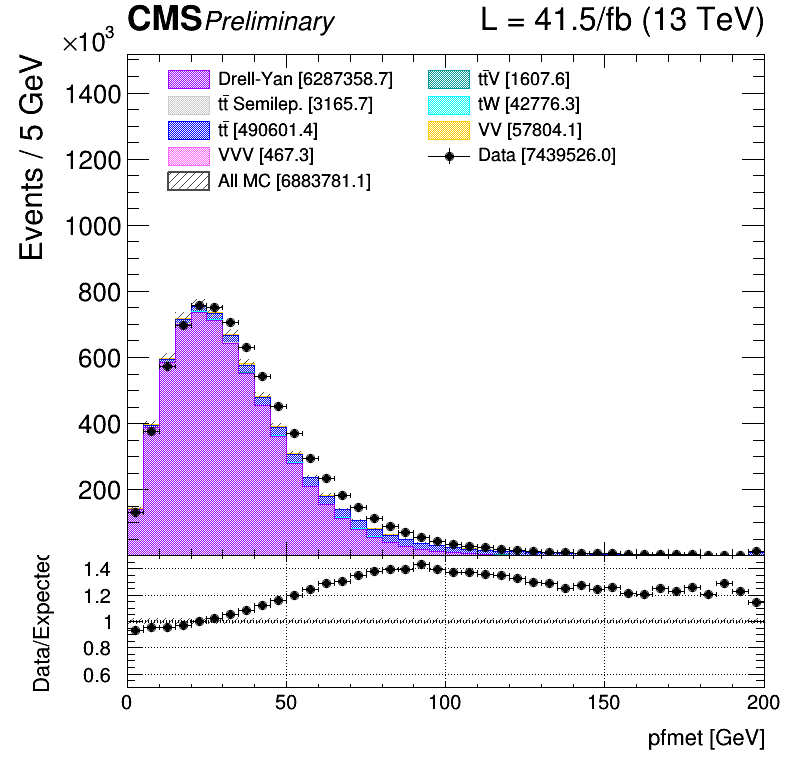 CMS Preliminary L = 41.5/fb (13 TeV)
×10³
Events / 5 GeV
1400
1200
1000
800
600
400
200
Drell-Yan [6287358.7]
tt̄ Semilep. [3165.7]
tt̄ [490601.4]
VVV [467.3]
All MC [6883781.1]
tt̄V [1607.6]
tW [42776.3]
VV [57804.1]
Data [7439526.0]
Data/Expected
1.4
1.2
1
0.8
0.6
0 50 100 150 200
pfmet [GeV]